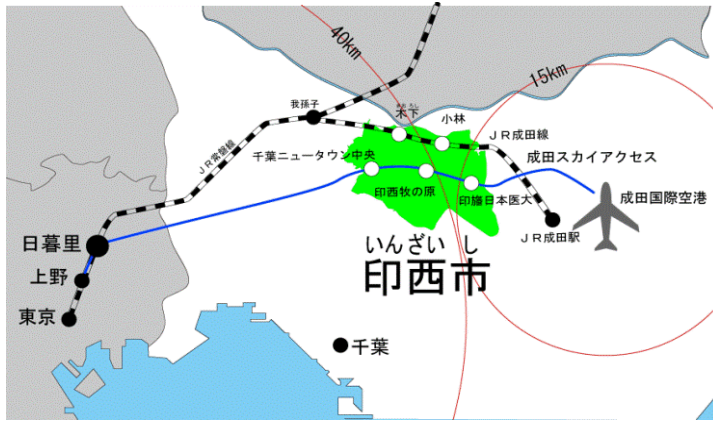 40km
15km
我孫子
木下
小林
JR常磐線
JR成田線
千葉ニュータウン中央
成田スカイアクセス
印西牧の原
印旛日本医大
成田国際空港
JR成田駅
日暮里
いんざい し
印西市
上野
東京
千葉